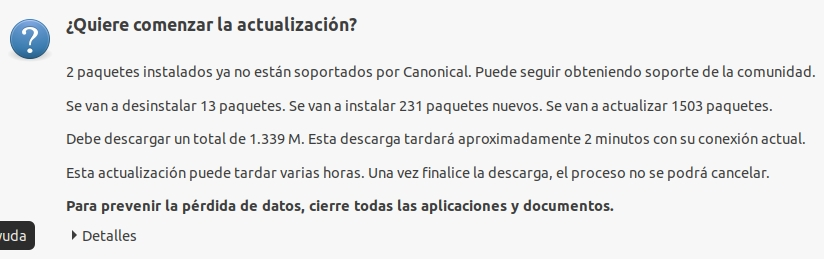 ¿Quiere comenzar la actualización?
2 paquetes instalados ya no están soportados por Canonical. Puede seguir obteniendo soporte de la comunidad.
Se van a desinstalar 13 paquetes. Se van a instalar 231 paquetes nuevos. Se van a actualizar 1503 paquetes.
Debe descargar un total de 1.339 M. Esta descarga tardará aproximadamente 2 minutos con su conexión actual.
Esta actualización puede tardar varias horas. Una vez finalice la descarga, el proceso no se podrá cancelar.
Para prevenir la pérdida de datos, cierre todas las aplicaciones y documentos.
yuda
Detalles